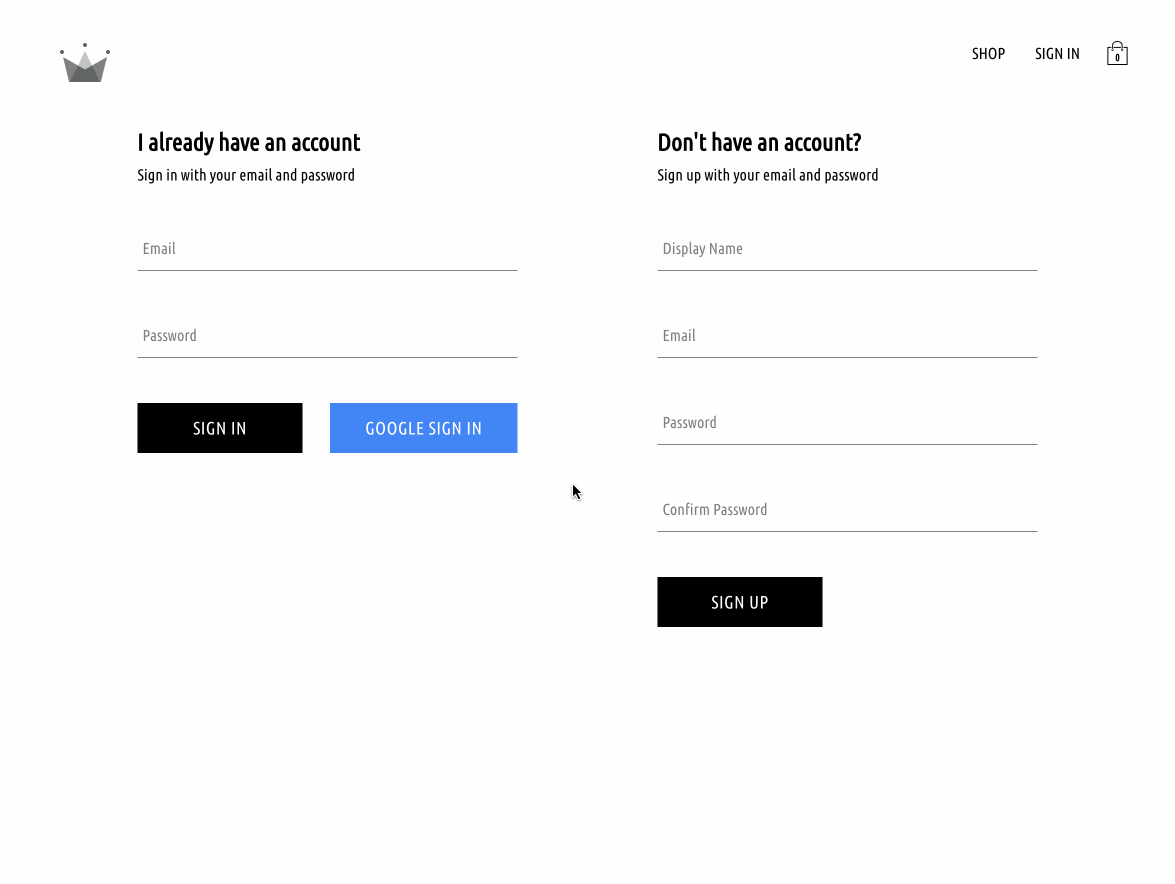 SHOP
SIGN IN
0
I already have an account
Sign in with your email and password
Email
Password
SIGN IN
GOOGLE SIGN IN
Don't have an account?
Sign up with your email and password
Display Name
Email
Password
Confirm Password
SIGN UP